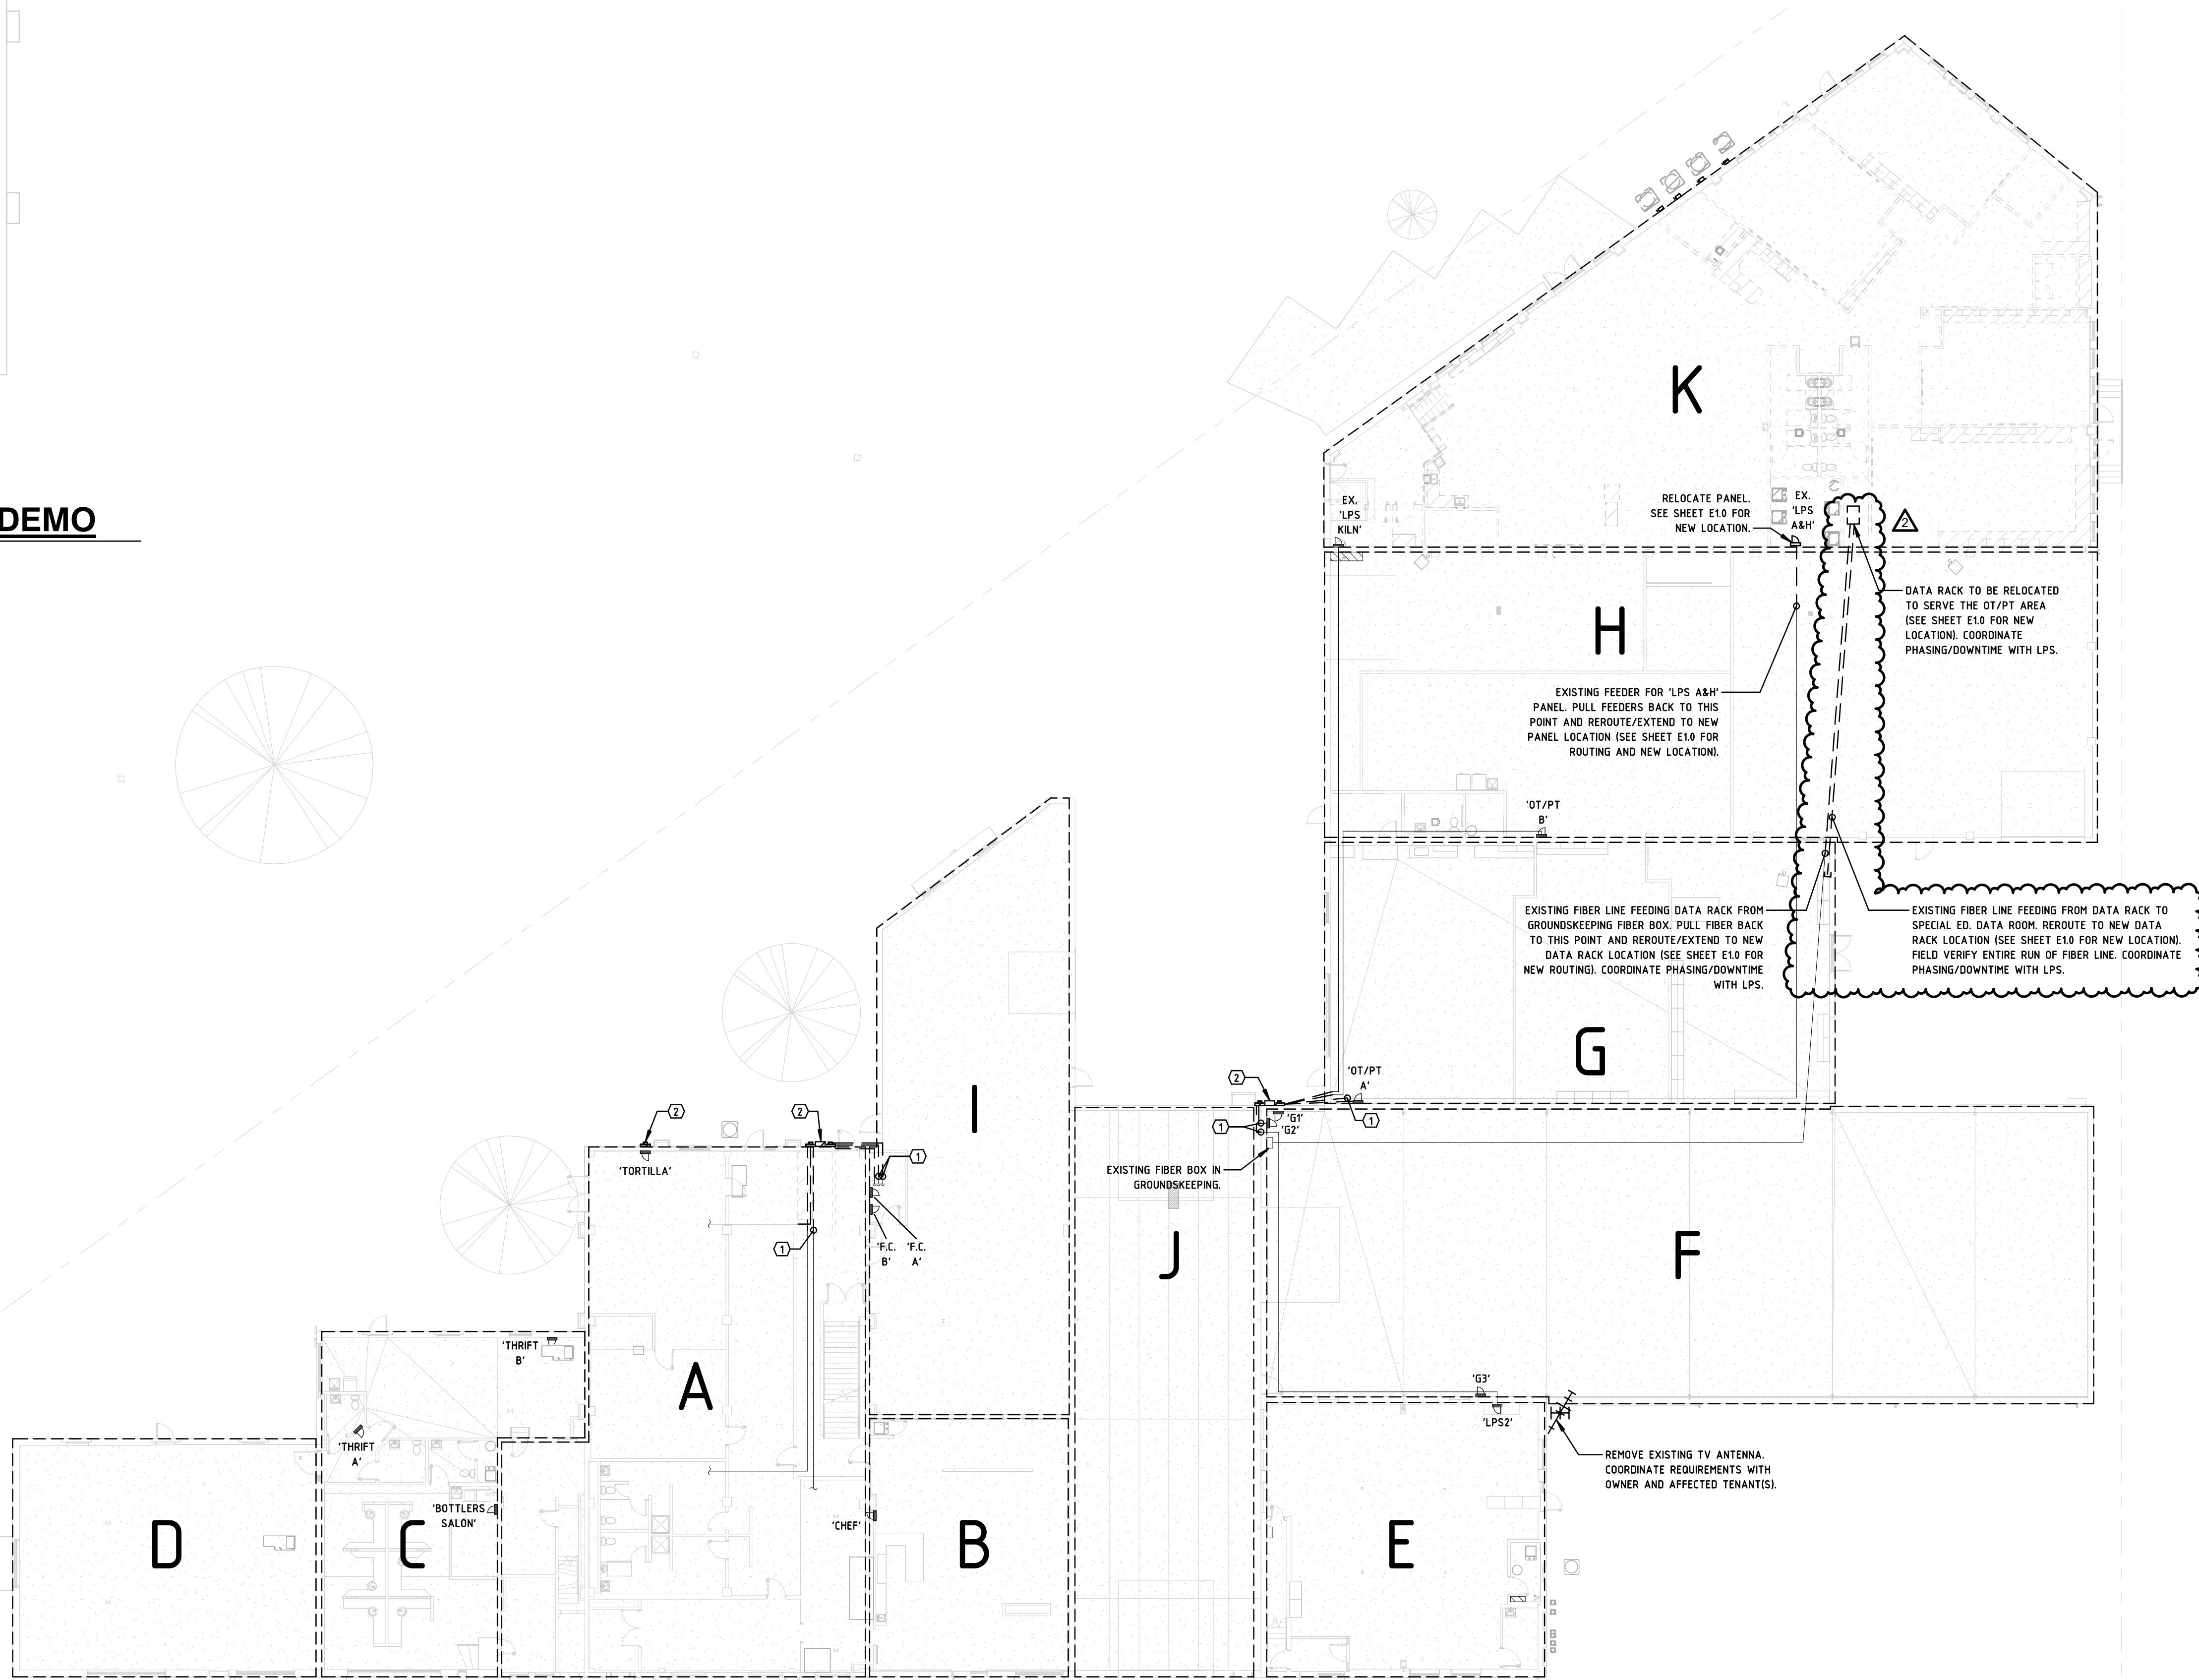 DEMO
K
EX.
'LPS
KILN'
RELOCATE PANEL.
SEE SHEET E1.0 FOR
NEW LOCATION.
EX.
'LPS
A&H'
2
DATA RACK TO BE RELOCATED
TO SERVE THE OT/PT AREA
(SEE SHEET E1.0 FOR NEW
LOCATION). COORDINATE
PHASING/DOWNTIME WITH LPS.
H
EXISTING FEEDER FOR 'LPS A&H'
PANEL. PULL FEEDERS BACK TO THIS
POINT AND REROUTE/EXTEND TO NEW
PANEL LOCATION (SEE SHEET E1.0 FOR
ROUTING AND NEW LOCATION).
'OT/PT
B'
EXISTING FIBER LINE FEEDING DATA RACK FROM
GROUNDSKEEPING FIBER BOX. PULL FIBER BACK
TO THIS POINT AND REROUTE/EXTEND TO NEW
DATA RACK LOCATION (SEE SHEET E1.0 FOR
NEW ROUTING). COORDINATE PHASING/DOWNTIME
WITH LPS.
EXISTING FIBER LINE FEEDING FROM DATA RACK TO
SPECIAL ED. DATA ROOM. REROUTE TO NEW DATA
RACK LOCATION (SEE SHEET E1.0 FOR NEW LOCATION).
FIELD VERIFY ENTIRE RUN OF FIBER LINE. COORDINATE
PHASING/DOWNTIME WITH LPS.
G
'OT/PT
A'
2
1
1
'G1'
'G2'
EXISTING FIBER BOX IN
GROUNDSKEEPING.
I
2
2
1
'TORTILLA'
1
'F.C.
B'
'F.C.
A'
J
F
'THRIFT
B'
A
'G3'
'LPS2'
'THRIFT
A'
REMOVE EXISTING TV ANTENNA.
COORDINATE REQUIREMENTS WITH
OWNER AND AFFECTED TENANT(S).
'BOTTLERS
SALON'
'CHEF'
D
C
B
E